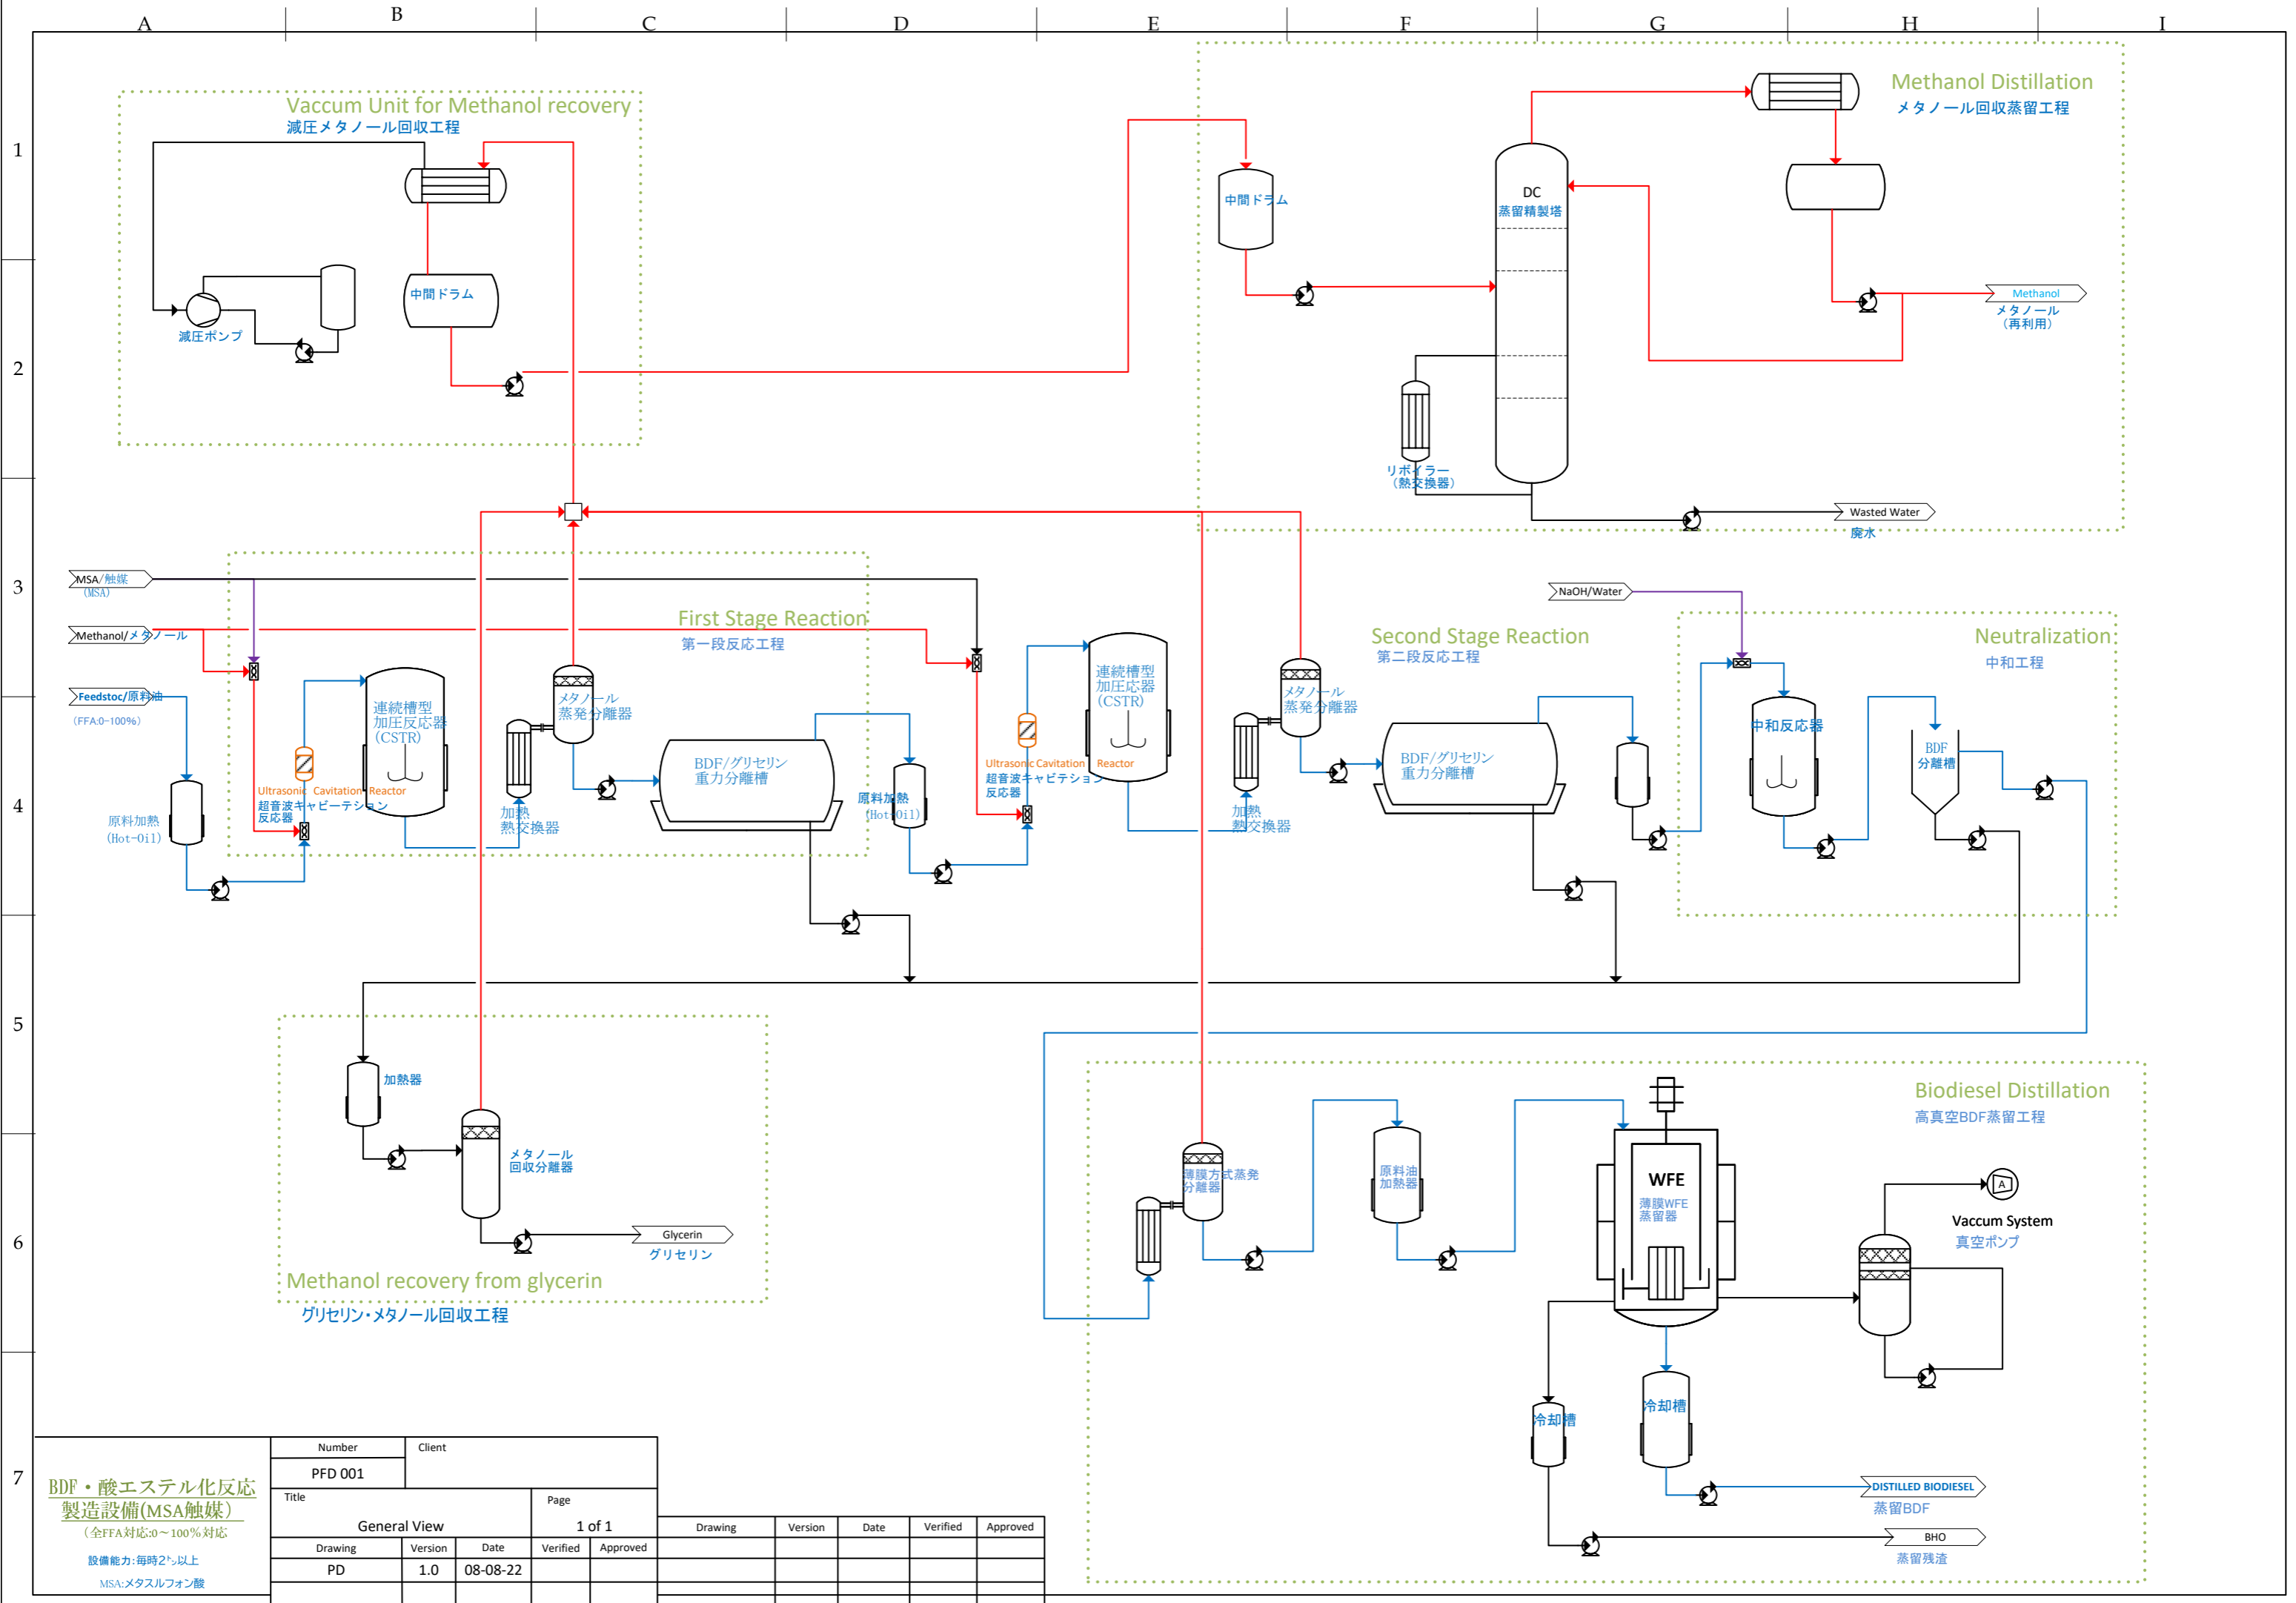 A
B
C
D
E
F
G
H
I
1
2
3
4
5
6
7
Vaccum Unit for Methanol recovery
減圧メタノール回収工程
減圧ポンプ
中間ドラム
Methanol Distillation
メタノール回収蒸留工程
中間ドラム
DC
蒸留精製塔
リボイラー
（熱交換器）
Methanol
メタノール
（再利用）
Wasted Water
廃水
MSA/触媒
(MSA)
Methanol/メタノール
Feedstoc/原料油
(FFA:0-100%)
原料加熱
(Hot-Oil)
First Stage Reaction
第一段反応工程
Ultrasonic Cavitation Reactor
超音波キャビーテション
反応器
連続槽型
加圧反応器
(CSTR)
メタノール
蒸発分離器
加熱
熱交換器
BDF/グリセリン
重力分離槽
原料加熱
(Hot-Oil)
Ultrasonic Cavitation Reactor
超音波キャビテション
反応器
連続槽型
加圧応器
(CSTR)
Second Stage Reaction
第二段反応工程
メタノール
蒸発分離器
加熱
熱交換器
BDF/グリセリン
重力分離槽
NaOH/Water
Neutralization
中和工程
中和反応器
BDF
分離槽
加熱器
メタノール
回収分離器
Glycerin
グリセリン
Methanol recovery from glycerin
グリセリン・メタノール回収工程
Biodiesel Distillation
高真空BDF蒸留工程
薄膜方式蒸発
分離器
原料油
加熱器
WFE
薄膜WFE
蒸留器
A
Vaccum System
真空ポンプ
冷却槽
冷却槽
DISTILLED BIODIESEL
蒸留BDF
BHO
蒸留残渣
BDF・酸エステル化反応
製造設備(MSA触媒）
（全FFA対応:0～100%対応
設備能力:毎時2㌧以上
MSA:メタスルフォン酸
Number
Client
PFD 001
Title
Page
General View
1 of 1
Drawing Version Date Verified Approved
PD 1.0 08-08-22
Drawing Version Date Verified Approved